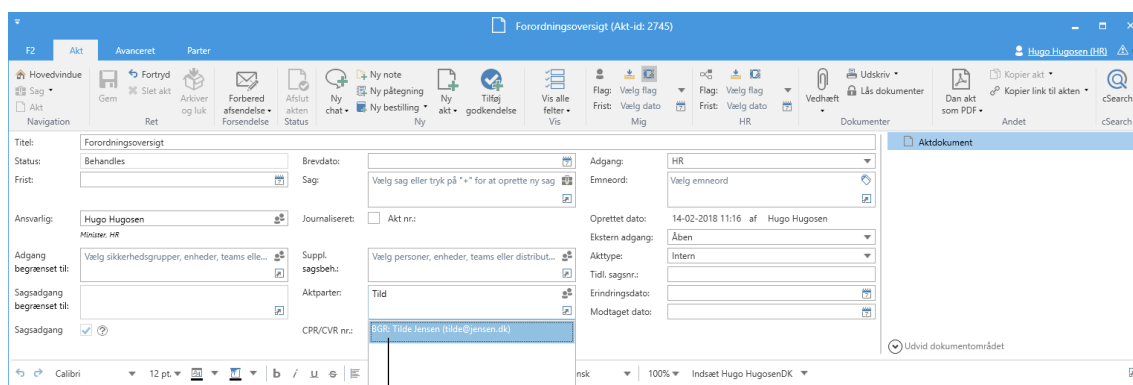 Forordningsoversigt (Akt-id: 2745)
F2 Akt Avanceret Parter Hugo Hugosen (HR)
Hovedvindue
Sag
Akt
Navigation
Gem
Fortryd
Slet akt
Arkiver og luk
Ret
Forbered afsendelse
Forsendelse
Afslut akten
Status
Ny chat
Ny note
Ny påtegning
Ny bestilling
Ny akt
Tilføj godkendelse
Ny
Vis alle felter
Vis
Flag: Vælg flag
Frist: Vælg dato
Mig
Flag: Vælg flag
Frist: Vælg dato
HR
Vedhæft
Udskriv
Lås dokumenter
Dokumenter
Dan akt som PDF
Kopier akt
Kopier link til akten
Andet
cSearch
cSearch
Titel: Forordningsoversigt
Aktdokument
Status: Behandles Brevdato: Adgang: HR
Frist: Sag: Vælg sag eller tryk på "+" for at oprette ny sag Emneord: Vælg emneord
Ansvarlig: Hugo Hugosen Journaliseret: Akt nr.: Oprettet dato: 14-02-2018 11:16 af Hugo Hugosen
Minister, HR
Ekstern adgang: Åben
Adgang begrænset til: Vælg sikkerhedsgrupper, enheder, teams elle... Suppl. sagsbeh.: Vælg personer, enheder, teams eller distribut... Akttype: Intern
Tidl. sagsnr.:
Sagsadgang begrænset til: Aktparter: Tild Erindringsdato:
Modtaget dato:
Sagsadgang CPR/CVR nr.: BGR: Tilde Jensen (tilde@jensen.dk)
Udvid dokumentområdet
Calibri 12 pt. b i u nsk 100% Indsæt Hugo HugosenDK